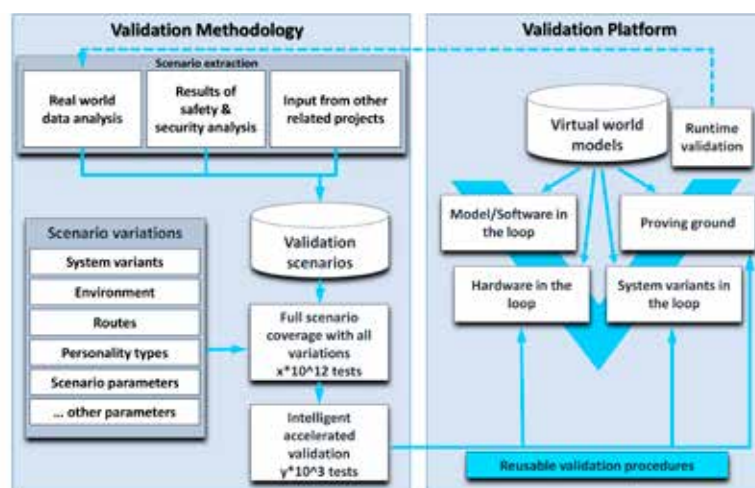 Validation Methodology
Scenario extraction
Real world
data analysis
Results of
safety &
security analysis
Input from other
related projects
Validation
scenarios
Scenario variations
System variants
Environment
Routes
Personality types
Scenario parameters
... other parameters
Full scenario
coverage with all
variations
x*10^12 tests
Intelligent
accelerated
validation
y*10^3 tests
Validation Platform
Virtual world
models
Runtime
validation
Model/Software in
the loop
Proving ground
Hardware in the
loop
System variants in
the loop
Reusable validation procedures